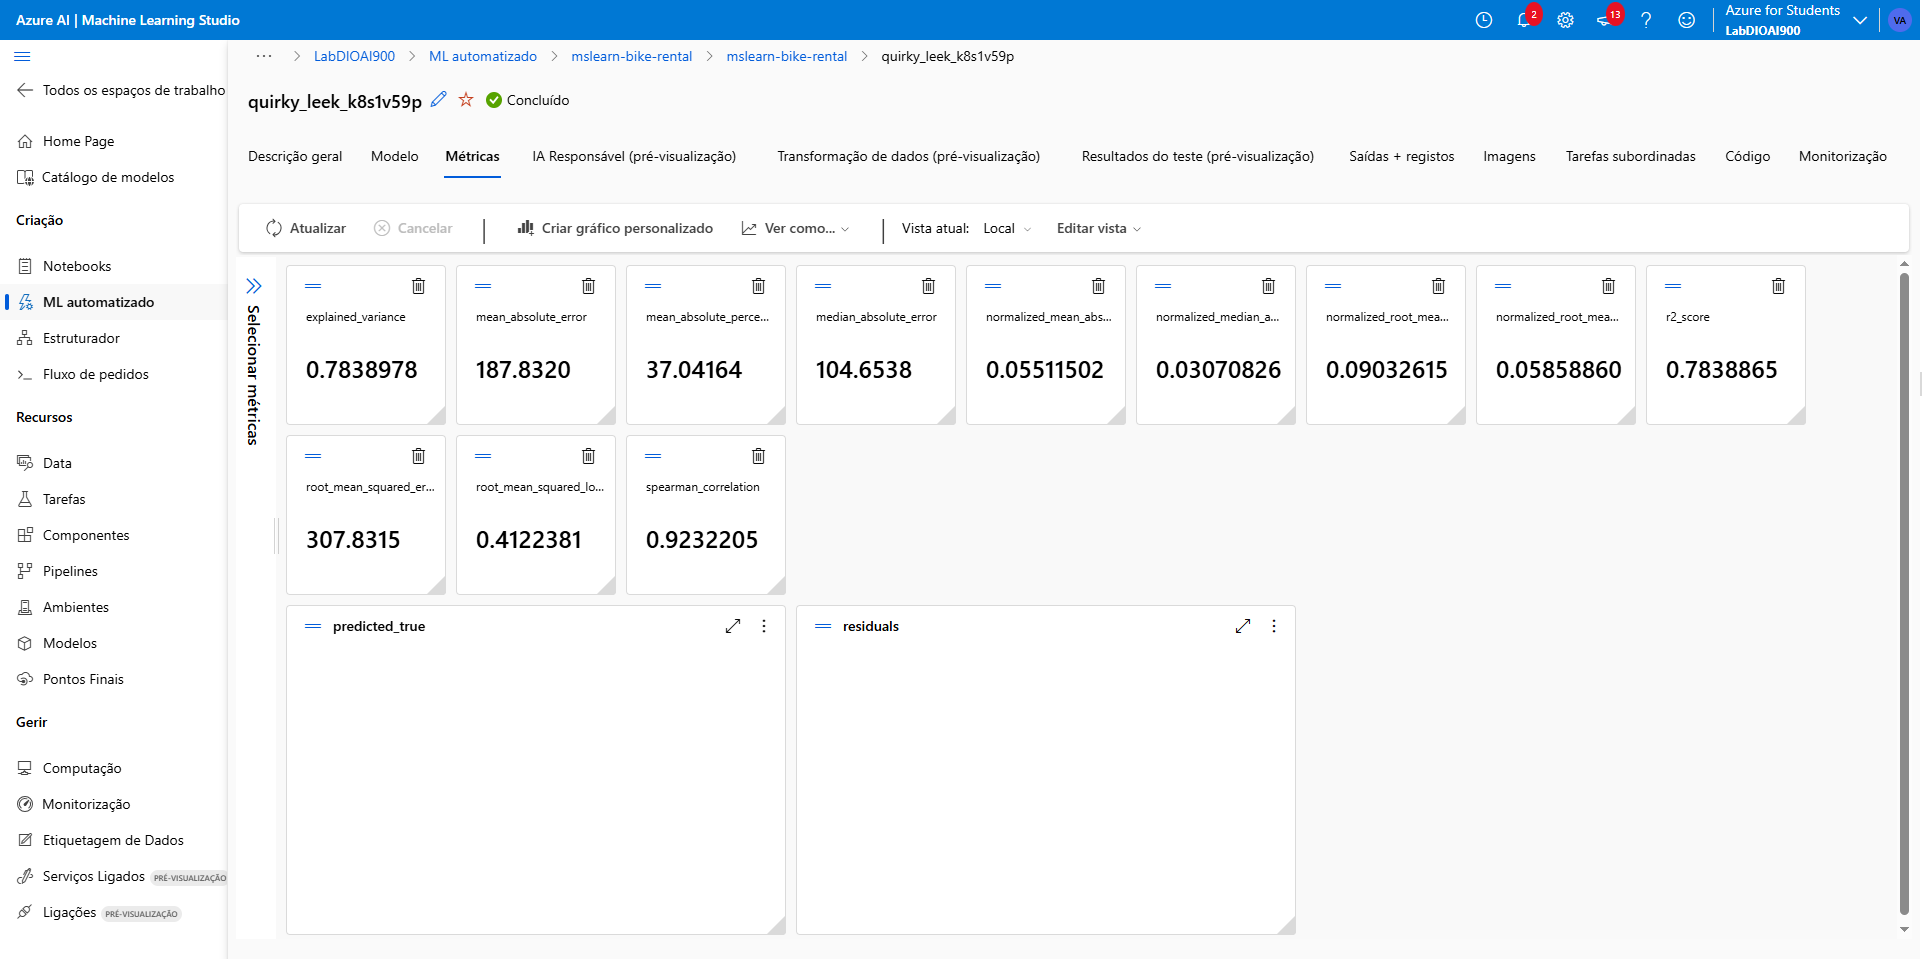 Azure AI | Machine Learning Studio
2
13
Azure for Students
LabDIOAI900
VA
Todos os espaços de trabalho
Home Page
Catálogo de modelos
Criação
Notebooks
ML automatizado
Estruturador
Fluxo de pedidos
Recursos
Data
Tarefas
Componentes
Pipelines
Ambientes
Modelos
Pontos Finais
Gerir
Computação
Monitorização
Etiquetagem de Dados
Serviços Ligados PRÉ-VISUALIZAÇÃO
Ligações PRÉ-VISUALIZAÇÃO
··· > LabDIOAI900 > ML automatizado > mslearn-bike-rental > mslearn-bike-rental > quirky_leek_k8s1v59p
quirky_leek_k8s1v59p Concluído
Descrição geral Modelo Métricas IA Responsável (pré-visualização) Transformação de dados (pré-visualização) Resultados do teste (pré-visualização) Saídas + registos Imagens Tarefas subordinadas Código Monitorização
Atualizar Cancelar | Criar gráfico personalizado Ver como... | Vista atual: Local Editar vista
Selecionar métricas
explained_variance
0.7838978
mean_absolute_error
187.8320
mean_absolute_perce...
37.04164
median_absolute_error
104.6538
normalized_mean_abs...
0.05511502
normalized_median_a...
0.03070826
normalized_root_mea...
0.09032615
normalized_root_mea...
0.05858860
r2_score
0.7838865
root_mean_squared_er...
307.8315
root_mean_squared_lo...
0.4122381
spearman_correlation
0.9232205
predicted_true
residuals